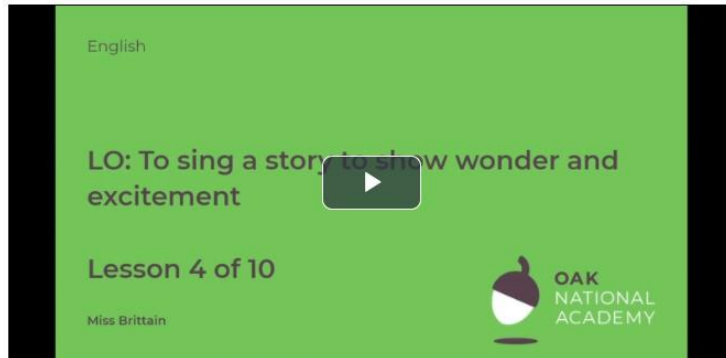 English
LO: To sing a story to show wonder and
excitement
Lesson 4 of 10
Miss Brittain
OAK
NATIONAL
ACADEMY